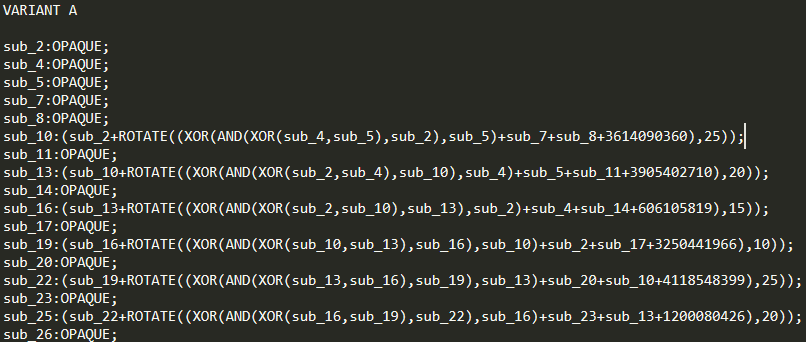 VARIANT A
sub_2:OPAQUE;
sub_4:OPAQUE;
sub_5:OPAQUE;
sub_7:OPAQUE;
sub_8:OPAQUE;
sub_10:(sub_2+ROTATE((XOR(AND(XOR(sub_4,sub_5),sub_2),sub_5)+sub_7+sub_8+3614090360),25));
sub_11:OPAQUE;
sub_13:(sub_10+ROTATE((XOR(AND(XOR(sub_2,sub_4),sub_10),sub_4)+sub_5+sub_11+3905402710),20));
sub_14:OPAQUE;
sub_16:(sub_13+ROTATE((XOR(AND(XOR(sub_2,sub_10),sub_13),sub_2)+sub_4+sub_14+606105819),15));
sub_17:OPAQUE;
sub_19:(sub_16+ROTATE((XOR(AND(XOR(sub_10,sub_13),sub_16),sub_10)+sub_2+sub_17+3250441966),10));
sub_20:OPAQUE;
sub_22:(sub_19+ROTATE((XOR(AND(XOR(sub_13,sub_16),sub_19),sub_13)+sub_20+sub_10+4118548399),25));
sub_23:OPAQUE;
sub_25:(sub_22+ROTATE((XOR(AND(XOR(sub_16,sub_19),sub_22),sub_16)+sub_23+sub_13+1200080426),20));
sub_26:OPAQUE;